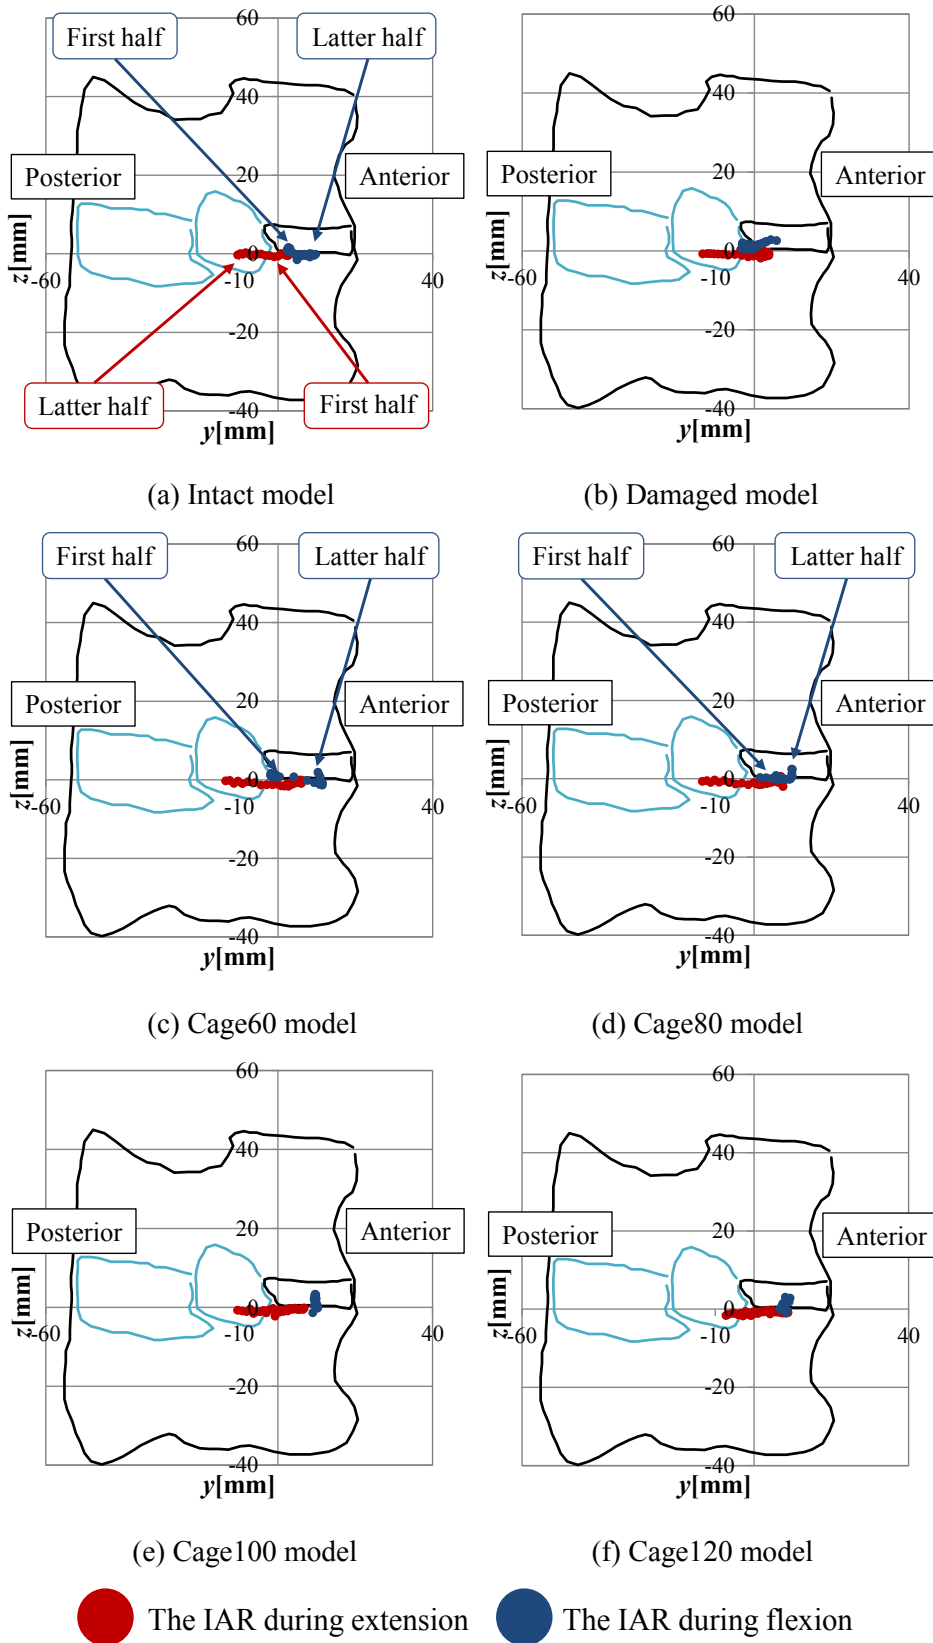 60
60
First half
Latter half
40
40
20
20
Posterior
Anterior
Posterior
Anterior
z[mm]
0
z[mm]
0
-60
-10
40
-60
-10
40
-20
-20
Latter half
First half
-40
-40
y[mm]
y[mm]
(a) Intact model
(b) Damaged model
60
60
First half
Latter half
First half
Latter half
40
40
20
20
Posterior
Anterior
Posterior
Anterior
z[mm]
0
z[mm]
0
-60
-10
40
-60
-10
40
-20
-20
-40
-40
y[mm]
y[mm]
(c) Cage60 model
(d) Cage80 model
60
60
40
40
20
20
Posterior
Anterior
Posterior
Anterior
z[mm]
0
z[mm]
0
-60
-10
40
-60
-10
40
-20
-20
-40
-40
y[mm]
y[mm]
(e) Cage100 model
(f) Cage120 model
The IAR during extension
The IAR during flexion